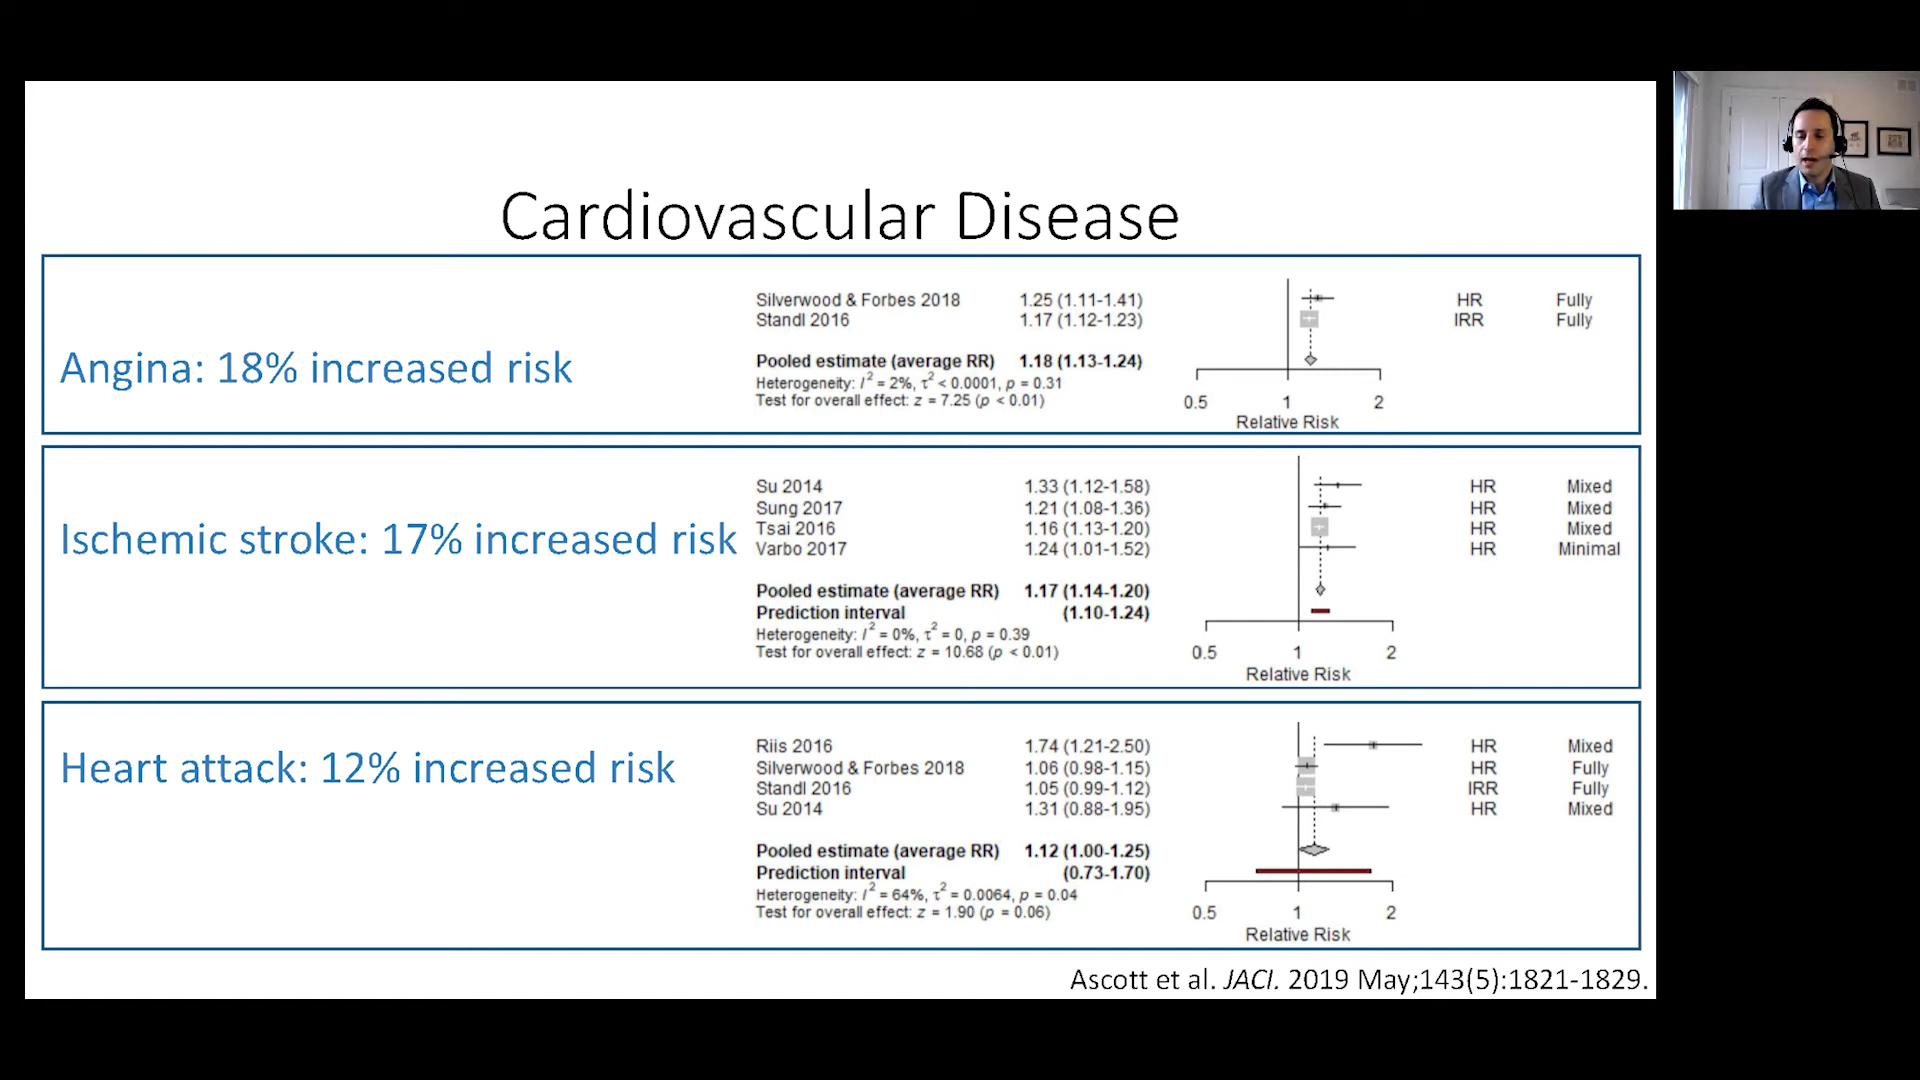 Cardiovascular Disease
Angina: 18% increased risk
Silverwood & Forbes 2018 1.25 (1.11-1.41) HR Fully
Standl 2016 1.17 (1.12-1.23) IRR Fully
Pooled estimate (average RR) 1.18 (1.13-1.24)
Heterogeneity: I² = 2%, τ² < 0.0001, p = 0.31
Test for overall effect: z = 7.25 (p < 0.01)
0.5 1 2
Relative Risk
Ischemic stroke: 17% increased risk
Su 2014 1.33 (1.12-1.58) HR Mixed
Sung 2017 1.21 (1.08-1.36) HR Mixed
Tsai 2016 1.16 (1.13-1.20) HR Mixed
Varbo 2017 1.24 (1.01-1.52) HR Minimal
Pooled estimate (average RR) 1.17 (1.14-1.20)
Prediction interval (1.10-1.24)
Heterogeneity: I² = 0%, τ² = 0, p = 0.39
Test for overall effect: z = 10.68 (p < 0.01)
0.5 1 2
Relative Risk
Heart attack: 12% increased risk
Riis 2016 1.74 (1.21-2.50) HR Mixed
Silverwood & Forbes 2018 1.06 (0.98-1.15) HR Fully
Standl 2016 1.05 (0.99-1.12) IRR Fully
Su 2014 1.31 (0.88-1.95) HR Mixed
Pooled estimate (average RR) 1.12 (1.00-1.25)
Prediction interval (0.73-1.70)
Heterogeneity: I² = 64%, τ² = 0.0064, p = 0.04
Test for overall effect: z = 1.90 (p = 0.06)
0.5 1 2
Relative Risk
Ascott et al. JACI. 2019 May;143(5):1821-1829.